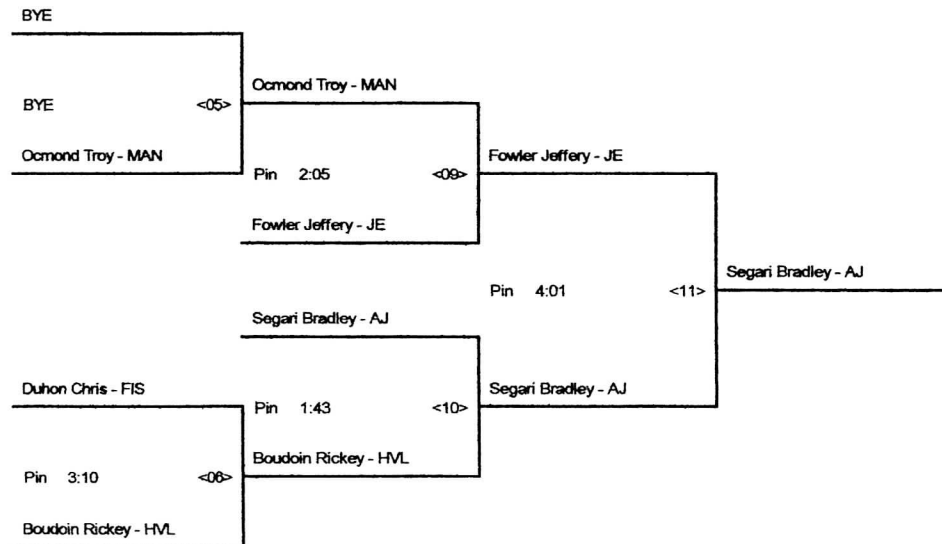 BYE
BYE <05>
Ocmond Troy - MAN
Ocmond Troy - MAN
Pin 2:05 <09>
Fowler Jeffery - JE
Fowler Jeffery - JE
Pin 4:01 <11>
Segari Bradley - AJ
Segari Bradley - AJ
Pin 1:43 <10>
Segari Bradley - AJ
Duhon Chris - FIS
Pin 3:10 <06>
Boudoin Rickey - HVL
Boudoin Rickey - HVL